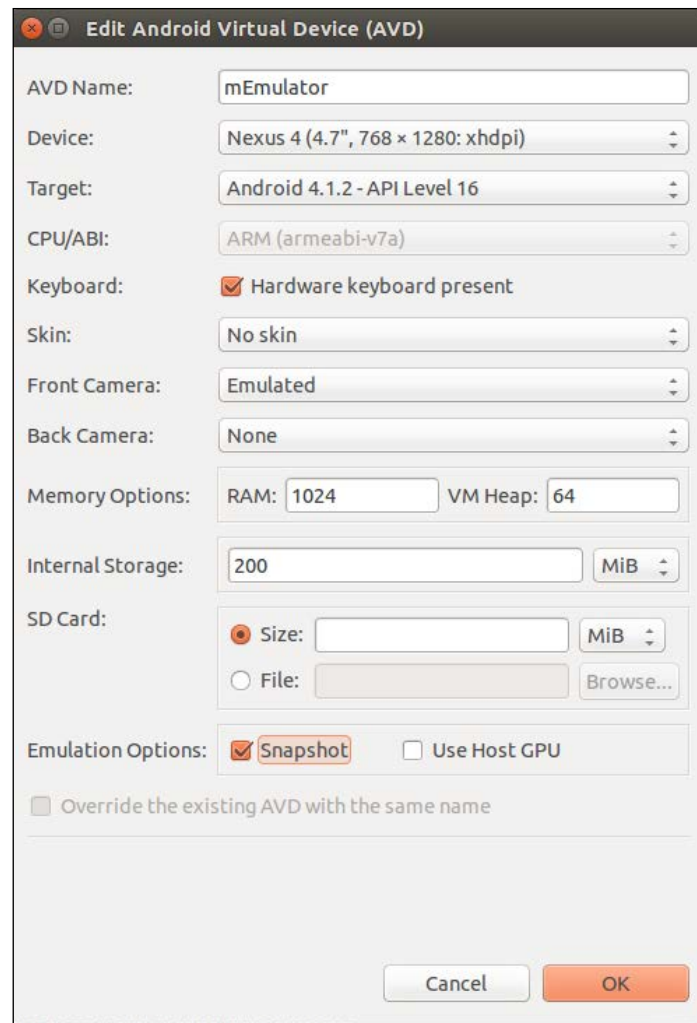 Edit Android Virtual Device (AVD)
AVD Name: mEmulator
Device: Nexus 4 (4.7", 768 × 1280: xhdpi)
Target: Android 4.1.2 - API Level 16
CPU/ABI: ARM (armeabi-v7a)
Keyboard: Hardware keyboard present
Skin: No skin
Front Camera: Emulated
Back Camera: None
Memory Options: RAM: 1024 VM Heap: 64
Internal Storage: 200 MiB
SD Card:
Size: MiB
File: Browse...
Emulation Options: Snapshot Use Host GPU
Override the existing AVD with the same name
Cancel OK